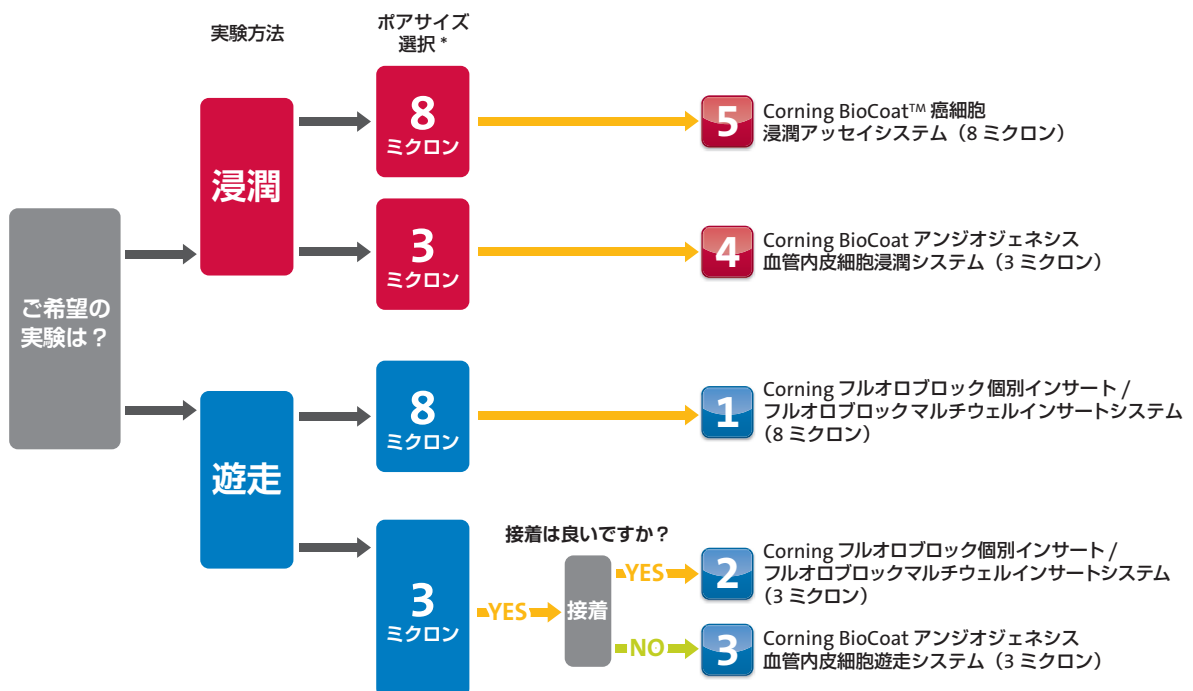 実験方法
ポアサイズ
選択 *
ご希望の
実験は？
浸潤
8
ミクロン
5
Corning BioCoat™ 癌細胞
浸潤アッセイシステム（8 ミクロン）
3
ミクロン
4
Corning BioCoat アンジオジェネシス
血管内皮細胞浸潤システム（3 ミクロン）
遊走
8
ミクロン
1
Corning フルオロブロック個別インサート /
フルオロブロックマルチウェルインサートシステム
（8 ミクロン）
3
ミクロン
YES
接着は良いですか？
接着
YES
2
Corning フルオロブロック個別インサート /
フルオロブロックマルチウェルインサートシステム
（3 ミクロン）
NO
3
Corning BioCoat アンジオジェネシス
血管内皮細胞遊走システム（3 ミクロン）